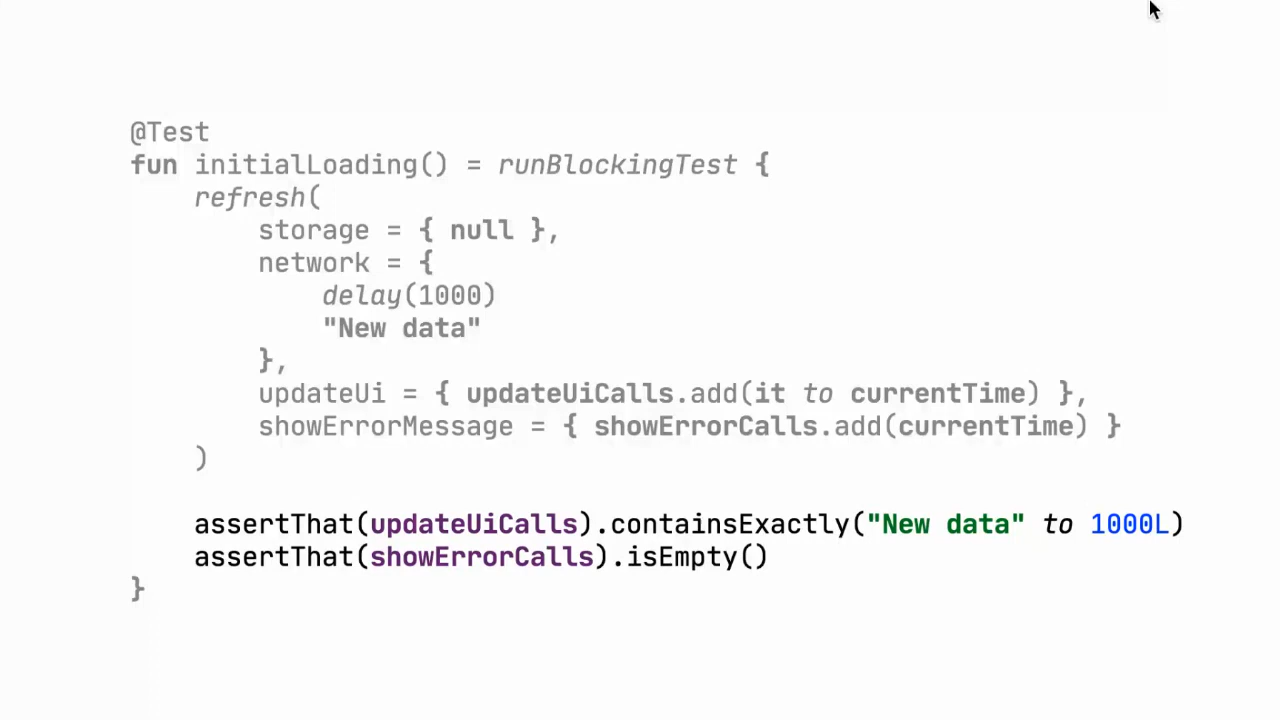 @Test
fun initialLoading() = runBlockingTest {
    refresh(
        storage = { null },
        network = {
            delay(1000)
            "New data"
        },
        updateUi = { updateUiCalls.add(it to currentTime) },
        showErrorMessage = { showErrorCalls.add(currentTime) }
    )
    assertThat(updateUiCalls).containsExactly("New data" to 1000L)
    assertThat(showErrorCalls).isEmpty()
}